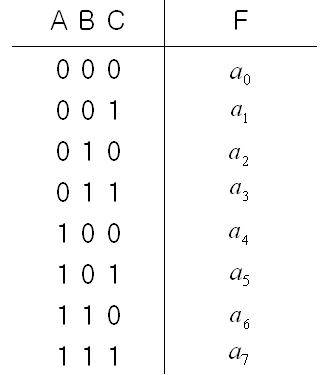 A B C F
0 0 0 a₀
0 0 1 a₁
0 1 0 a₂
0 1 1 a₃
1 0 0 a₄
1 0 1 a₅
1 1 0 a₆
1 1 1 a₇